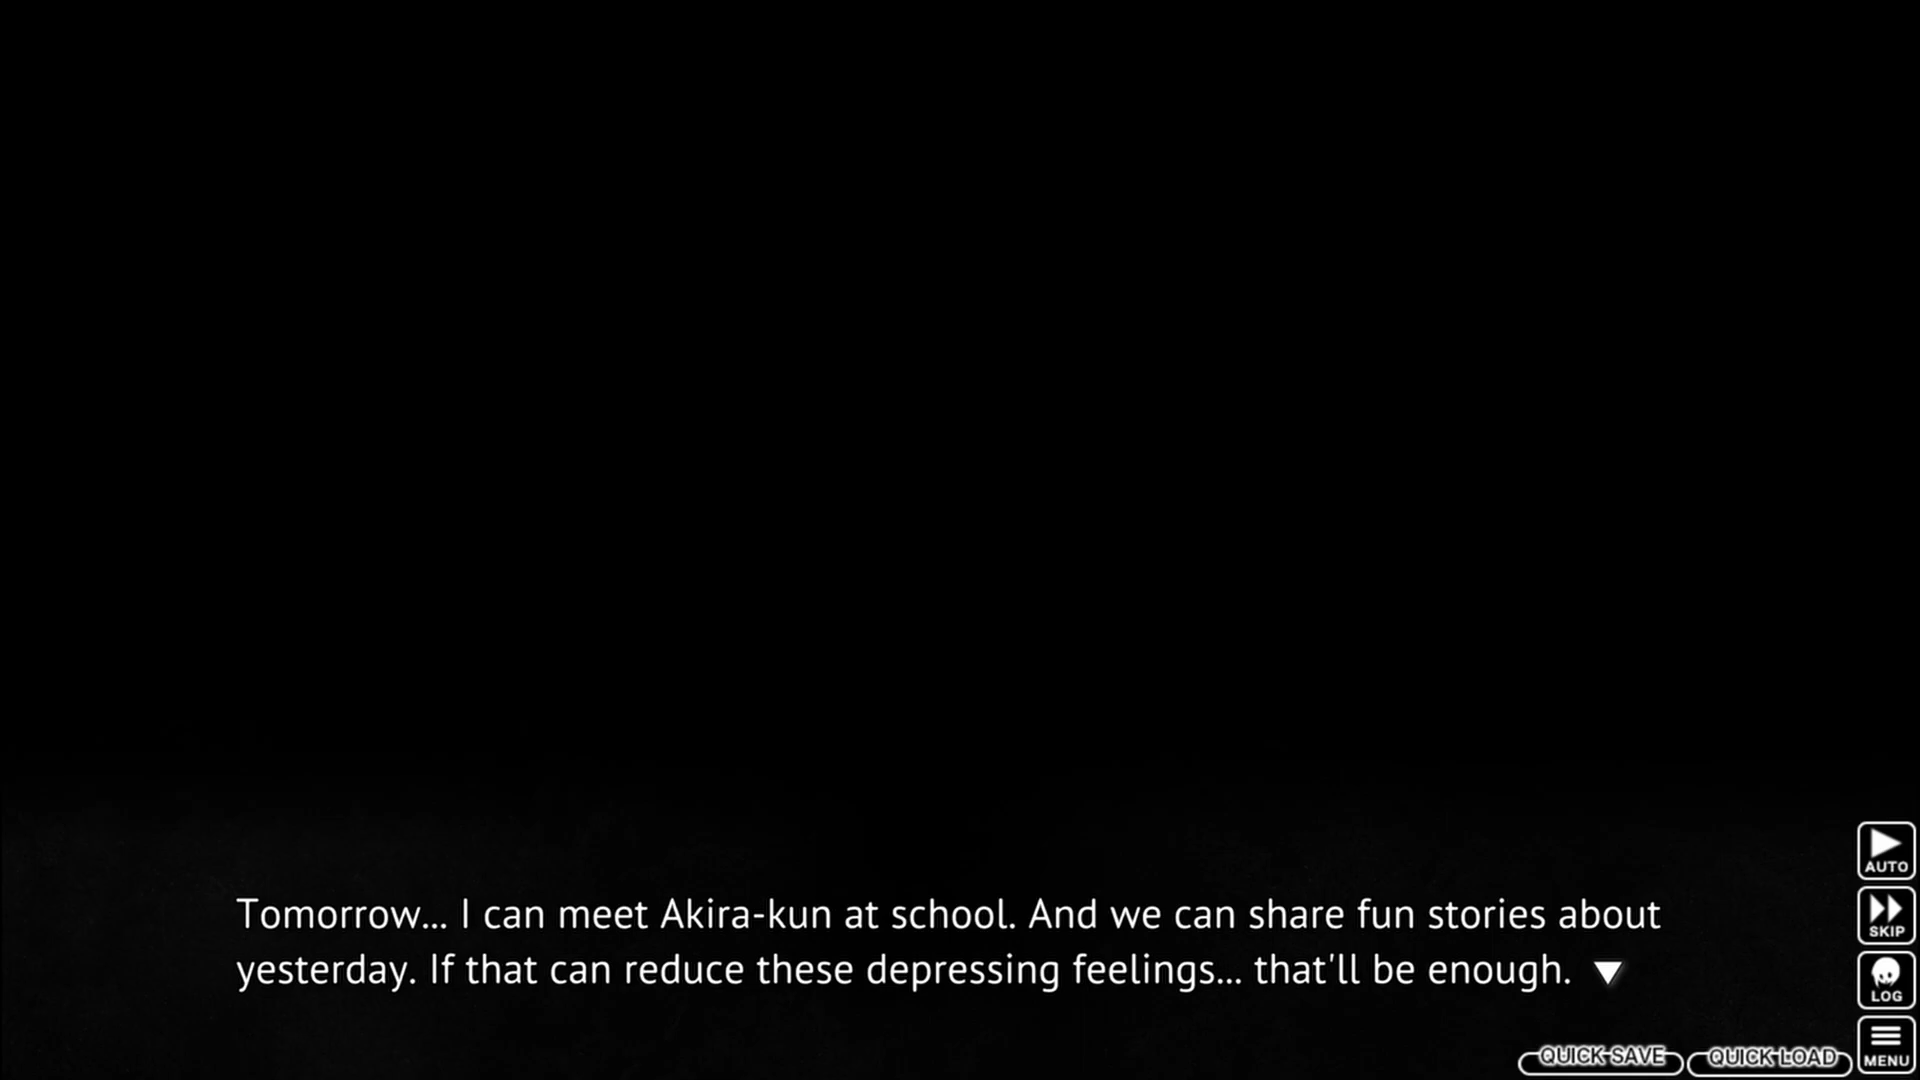 Tomorrow... I can meet Akira-kun at school. And we can share fun stories about
yesterday. If that can reduce these depressing feelings... that'll be enough.
AUTO
SKIP
LOG
MENU
QUICK SAVE
QUICK LOAD